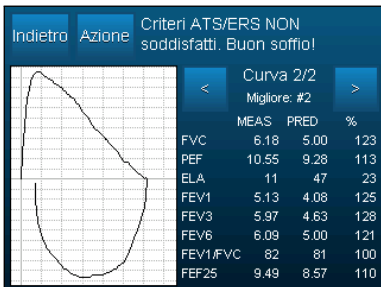 Indietro Azione Criteri ATS/ERS NON
soddisfatti. Buon soffio!
< Curva 2/2 >
Migliore: #2
MEAS PRED %
FVC 6.18 5.00 123
PEF 10.55 9.28 113
ELA 11 47 23
FEV1 5.13 4.08 125
FEV3 5.97 4.63 128
FEV6 6.09 5.00 121
FEV1/FVC 82 81 100
FEF25 9.49 8.57 110